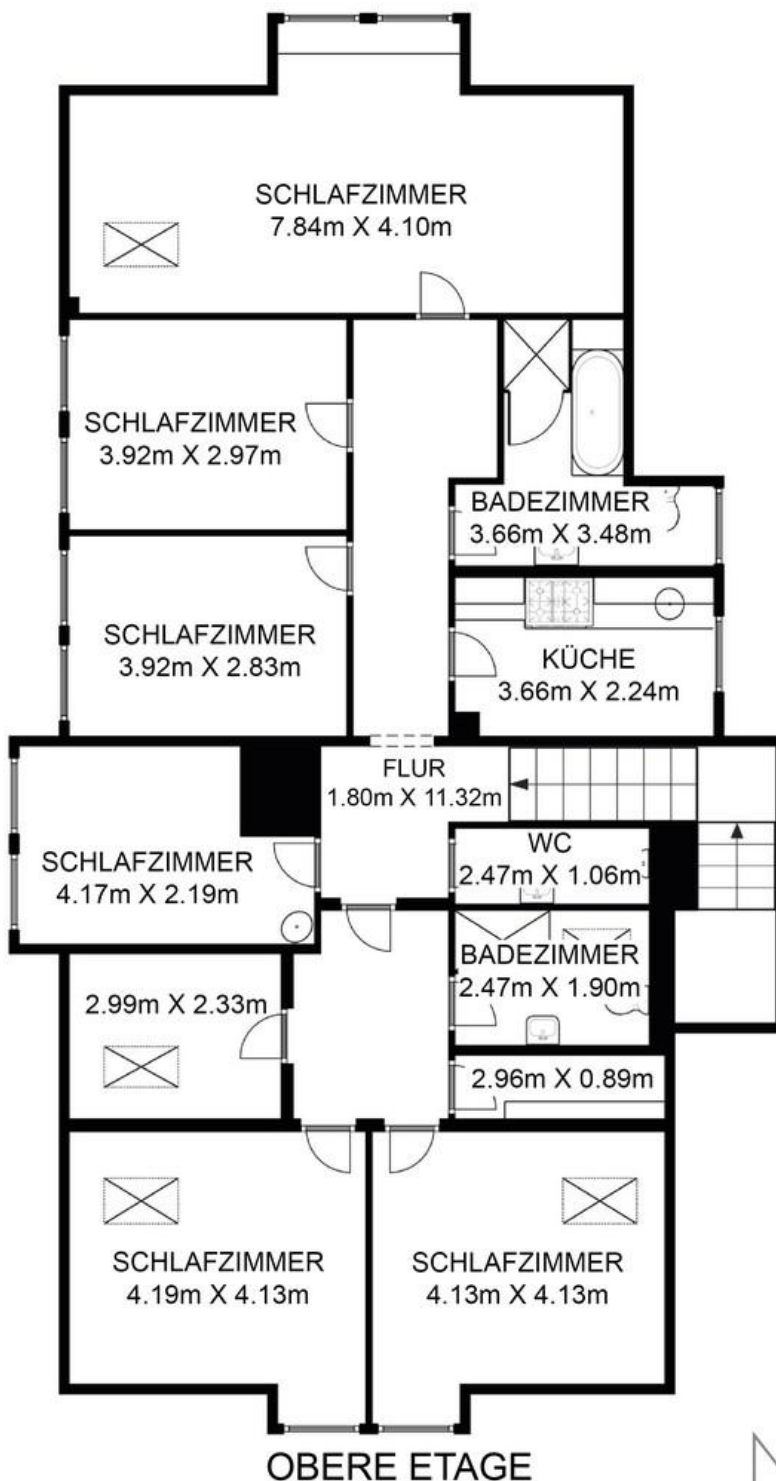 SCHLAFZIMMER
7.84m X 4.10m
SCHLAFZIMMER
3.92m X 2.97m
BADEZIMMER
3.66m X 3.48m
SCHLAFZIMMER
3.92m X 2.83m
KÜCHE
3.66m X 2.24m
FLUR
1.80m X 11.32m
SCHLAFZIMMER
4.17m X 2.19m
WC
2.47m X 1.06m
BADEZIMMER
2.47m X 1.90m
2.99m X 2.33m
2.96m X 0.89m
SCHLAFZIMMER
4.19m X 4.13m
SCHLAFZIMMER
4.13m X 4.13m
OBERE ETAGE